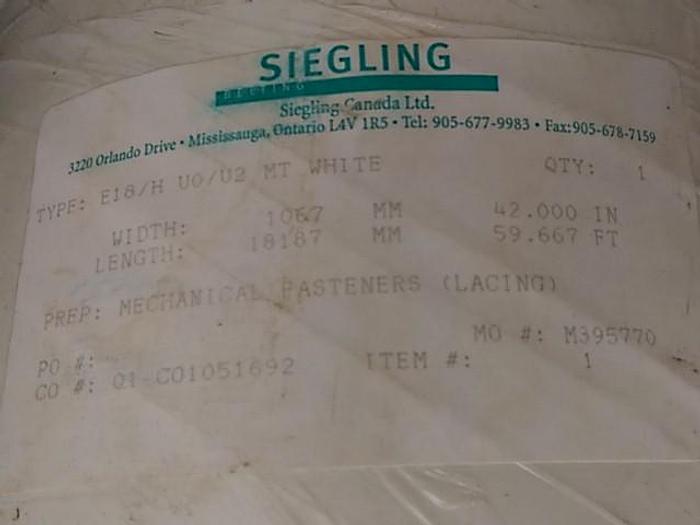 SIEGLING
BELTING
Siegling Canada Ltd.
3220 Orlando Drive • Mississauga, Ontario L4V 1R5 • Tel: 905-677-9983 • Fax:905-678-7159
TYPE: E18/H U0/U2 MT WHITE QTY: 1
WIDTH: 1067 MM 42.000 IN
LENGTH: 18187 MM 59.667 FT
PREP: MECHANICAL FASTENERS (LACING)
MO #: M395770
PO #:
CO #: 01-CO1051692 ITEM #: 1